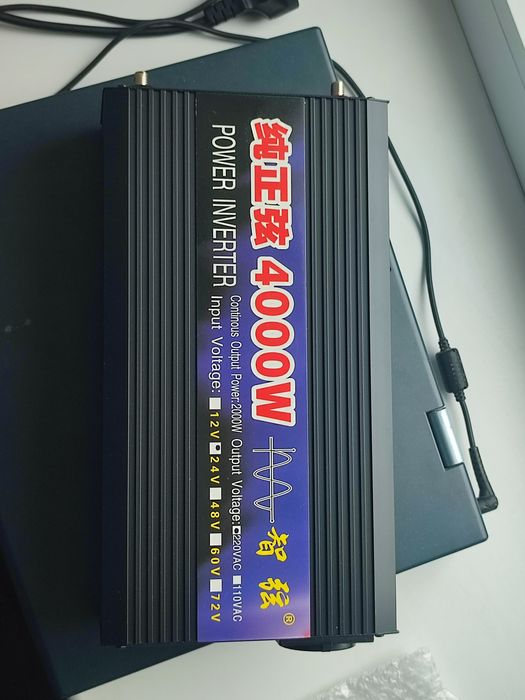 纯正弦 4000W
智弦®
POWER INVERTER
Continous Output Power:2000W Output Voltage: 220VAC 110VAC
Input Voltage: 12V 24V 48V 60V 72V